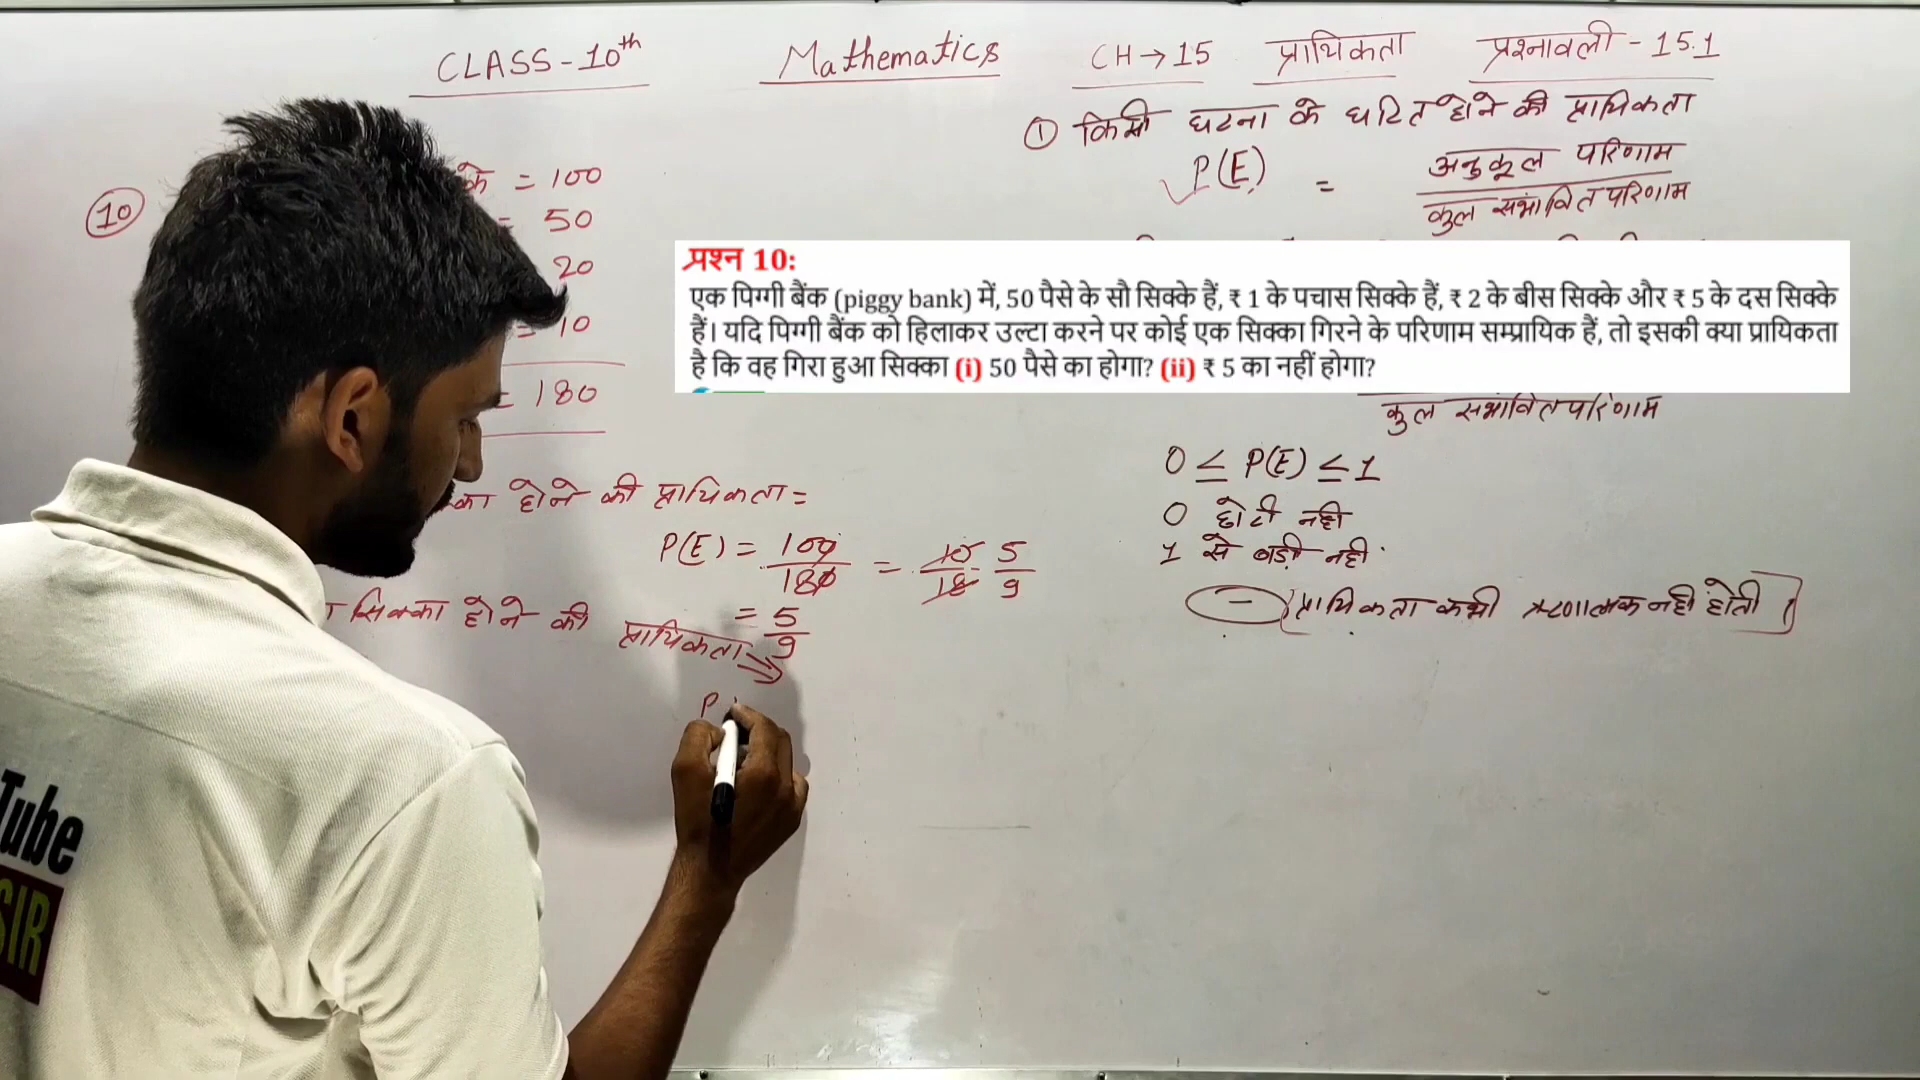 CLASS-10th Mathematics CH→15 प्रायिकता प्रश्नावली-15.1
① किसी घटना के घटित होने की प्रायिकता
P(E) = अनुकूल परिणाम
कुल संभावित परिणाम
10
के = 100
= 50
20
= 10
= 180
प्रश्न 10:
एक पिग्गी बैंक (piggy bank) में, 50 पैसे के सौ सिक्के हैं, ₹ 1 के पचास सिक्के हैं, ₹ 2 के बीस सिक्के और ₹ 5 के दस सिक्के
हैं। यदि पिग्गी बैंक को हिलाकर उल्टा करने पर कोई एक सिक्का गिरने के परिणाम सम्प्रायिक हैं, तो इसकी क्या प्रायिकता
है कि वह गिरा हुआ सिक्का (i) 50 पैसे का होगा? (ii) ₹ 5 का नहीं होगा?
कुल संभावित परिणाम
0 ≤ P(E) ≤ 1
0 छोटी नही
1 से बड़ी नही
- [प्रायिकता कभी ऋणात्मक नही होती]
का होने की प्रायिकता =
P(E) = 100/180 = 10/18 5/9
= 5/9
सिक्का होने की प्रायिकता ⇒
P
Tube
SIR